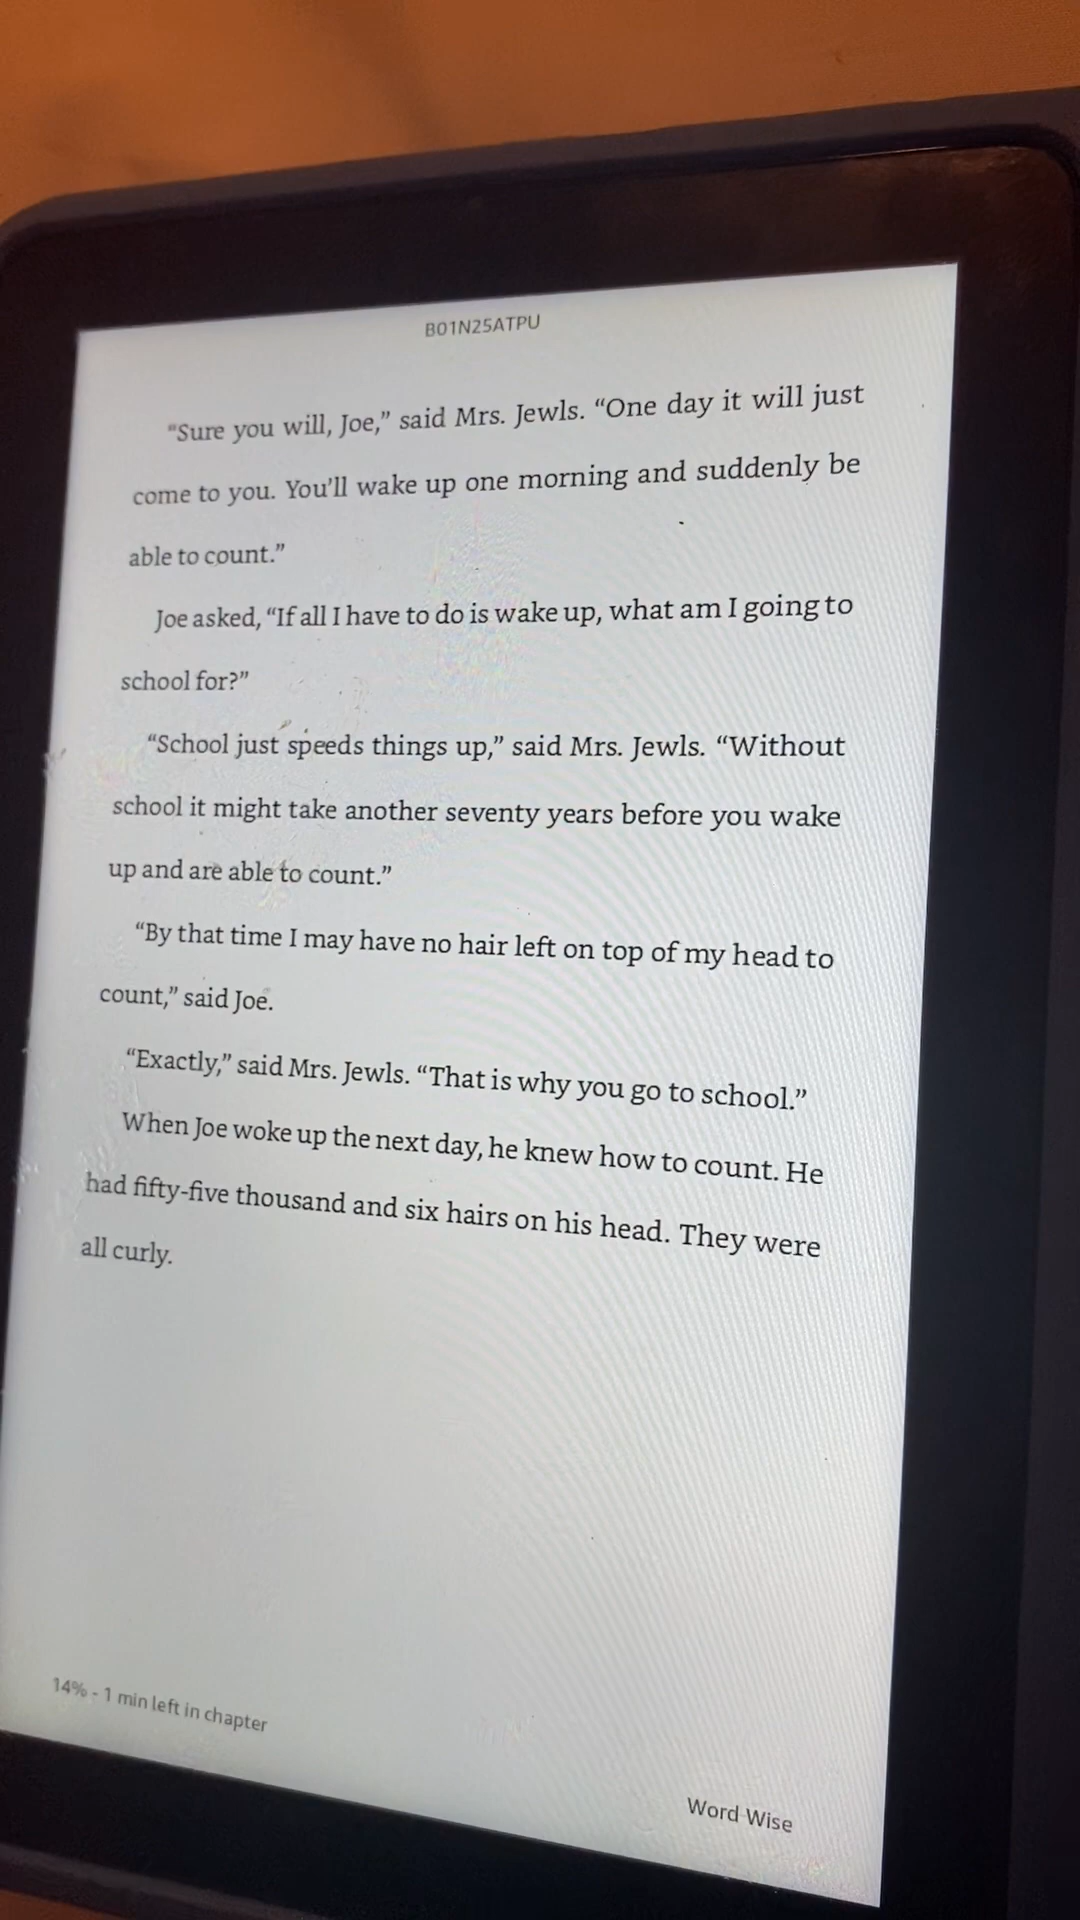 B01N25ATPU
“Sure you will, Joe,” said Mrs. Jewls. “One day it will just
come to you. You’ll wake up one morning and suddenly be
able to count.”
Joe asked, “If all I have to do is wake up, what am I going to
school for?”
“School just speeds things up,” said Mrs. Jewls. “Without
school it might take another seventy years before you wake
up and are able to count.”
“By that time I may have no hair left on top of my head to
count,” said Joe.
“Exactly,” said Mrs. Jewls. “That is why you go to school.”
When Joe woke up the next day, he knew how to count. He
had fifty-five thousand and six hairs on his head. They were
all curly.
14% - 1 min left in chapter
Word Wise